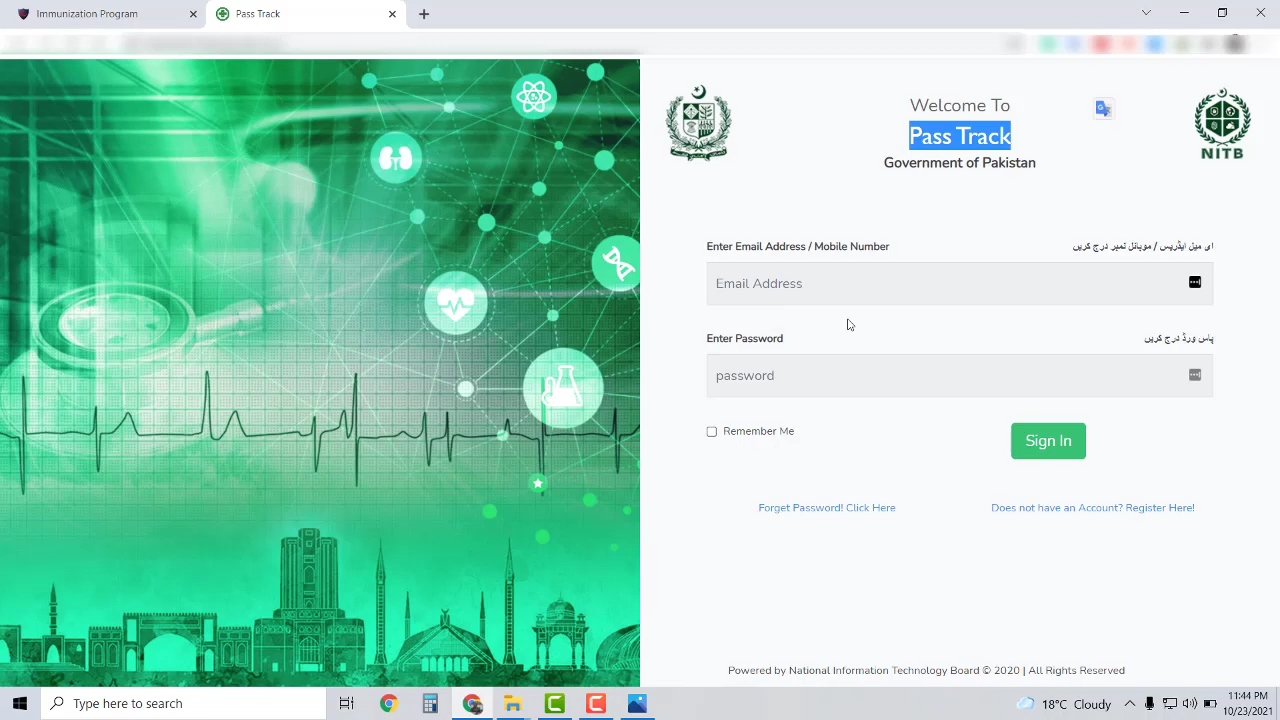 Immunization Program
Pass Track
Welcome To
Pass Track
Government of Pakistan
NITB
Enter Email Address / Mobile Number
ای میل ایڈریس / موبائل نمبر درج کریں
Email Address
Enter Password
پاس ورڈ درج کریں
password
Remember Me
Sign In
Forget Password! Click Here
Does not have an Account? Register Here!
Powered by National Information Technology Board © 2020 | All Rights Reserved
Type here to search
18°C Cloudy
11:44 PM
10/23/2021